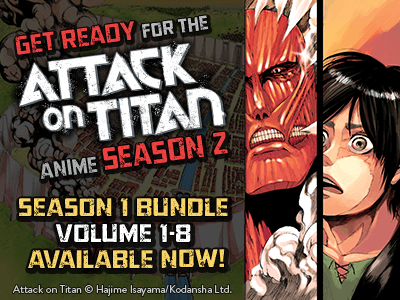 GET READY FOR THE
ATTACK
ON TITAN
ANIME SEASON 2
SEASON 1 BUNDLE
VOLUME 1-8
AVAILABLE NOW!
Attack on Titan © Hajime Isayama/Kodansha Ltd.